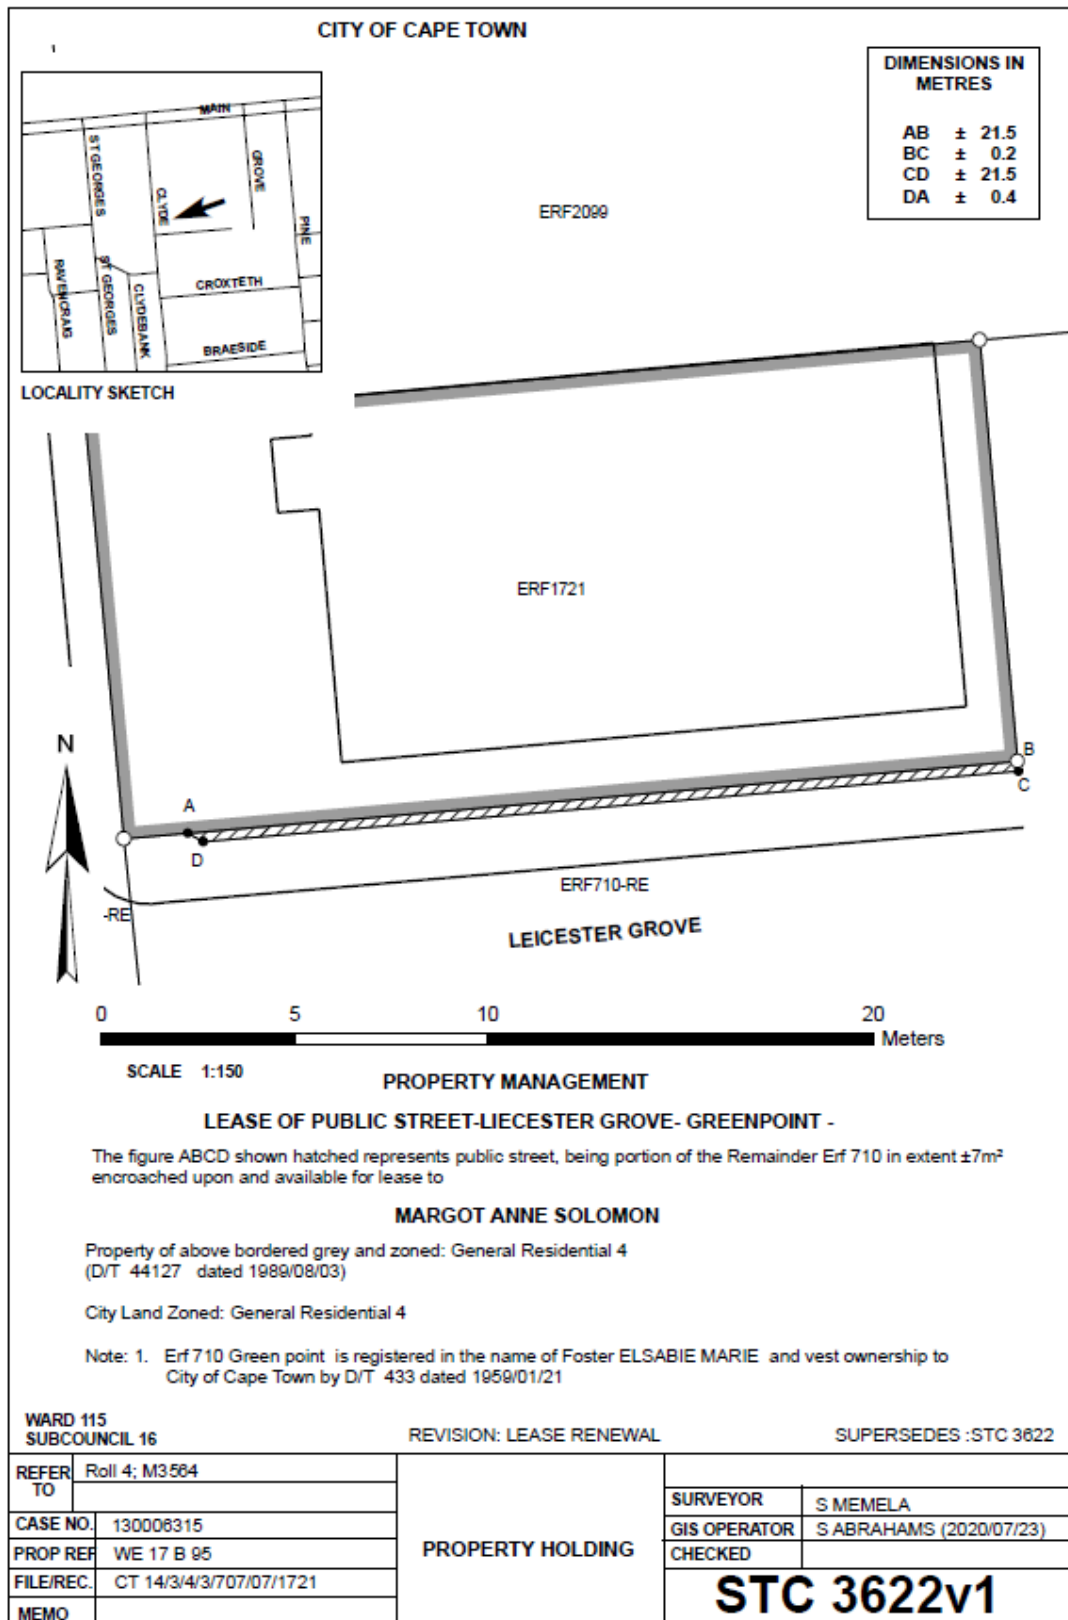 CITY OF CAPE TOWN
DIMENSIONS IN
METRES
AB ± 21.5
BC ± 0.2
CD ± 21.5
DA ± 0.4
MAIN
ST GEORGES
CLYDE
GROVE
PINE
RAVENCRAIG
ST GEORGES
CLYDEBANK
CROXTETH
BRAESIDE
LOCALITY SKETCH
ERF2099
ERF1721
N
A
B
C
D
-RE
ERF710-RE
LEICESTER GROVE
0 5 10 20
Meters
SCALE 1:150
PROPERTY MANAGEMENT
LEASE OF PUBLIC STREET-LIECESTER GROVE- GREENPOINT -
The figure ABCD shown hatched represents public street, being portion of the Remainder Erf 710 in extent ±7m²
encroached upon and available for lease to
MARGOT ANNE SOLOMON
Property of above bordered grey and zoned: General Residential 4
(D/T 44127 dated 1989/08/03)
City Land Zoned: General Residential 4
Note: 1. Erf 710 Green point is registered in the name of Foster ELSABIE MARIE and vest ownership to
City of Cape Town by D/T 433 dated 1959/01/21
WARD 115
SUBCOUNCIL 16
REVISION: LEASE RENEWAL
SUPERSEDES :STC 3622
REFER TO Roll 4; M3564
CASE NO. 130006315
PROP REF WE 17 B 95
FILE/REC. CT 14/3/4/3/707/07/1721
MEMO
PROPERTY HOLDING
SURVEYOR S MEMELA
GIS OPERATOR S ABRAHAMS (2020/07/23)
CHECKED
STC 3622v1